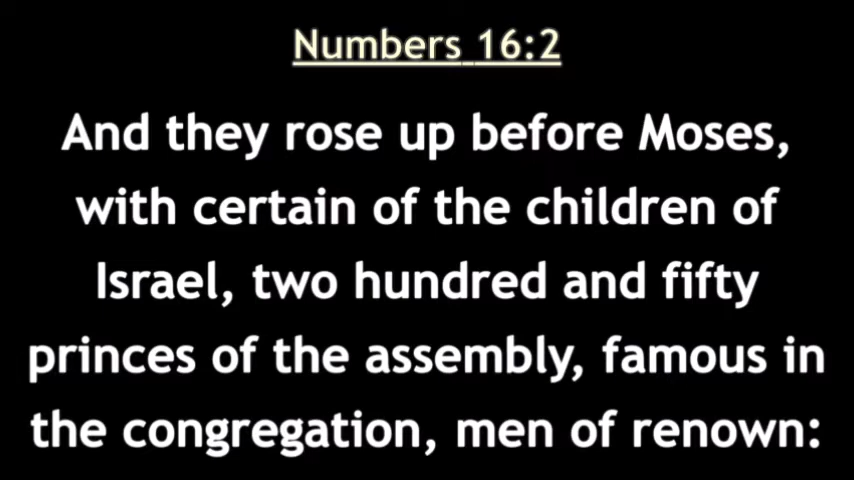 Numbers 16:2
And they rose up before Moses,
with certain of the children of
Israel, two hundred and fifty
princes of the assembly, famous in
the congregation, men of renown: